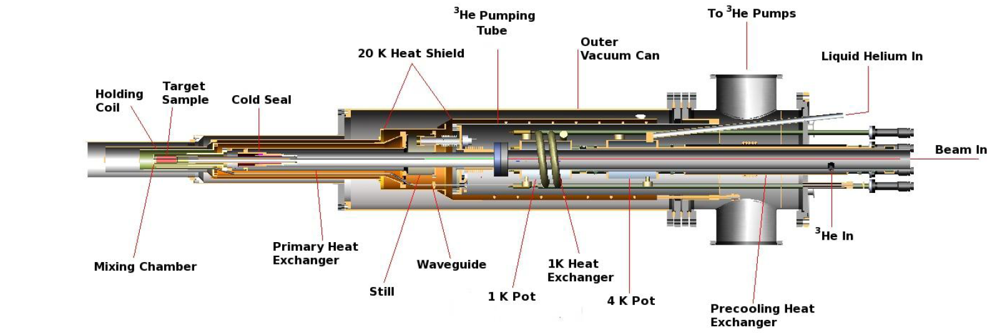 ³He Pumping
Tube
To ³He Pumps
Outer
Vacuum Can
20 K Heat Shield
Liquid Helium In
Target
Sample
Holding
Coil
Cold Seal
Beam In
³He In
Primary Heat
Exchanger
Mixing Chamber
Waveguide
1K Heat
Exchanger
Still
1 K Pot
4 K Pot
Precooling Heat
Exchanger